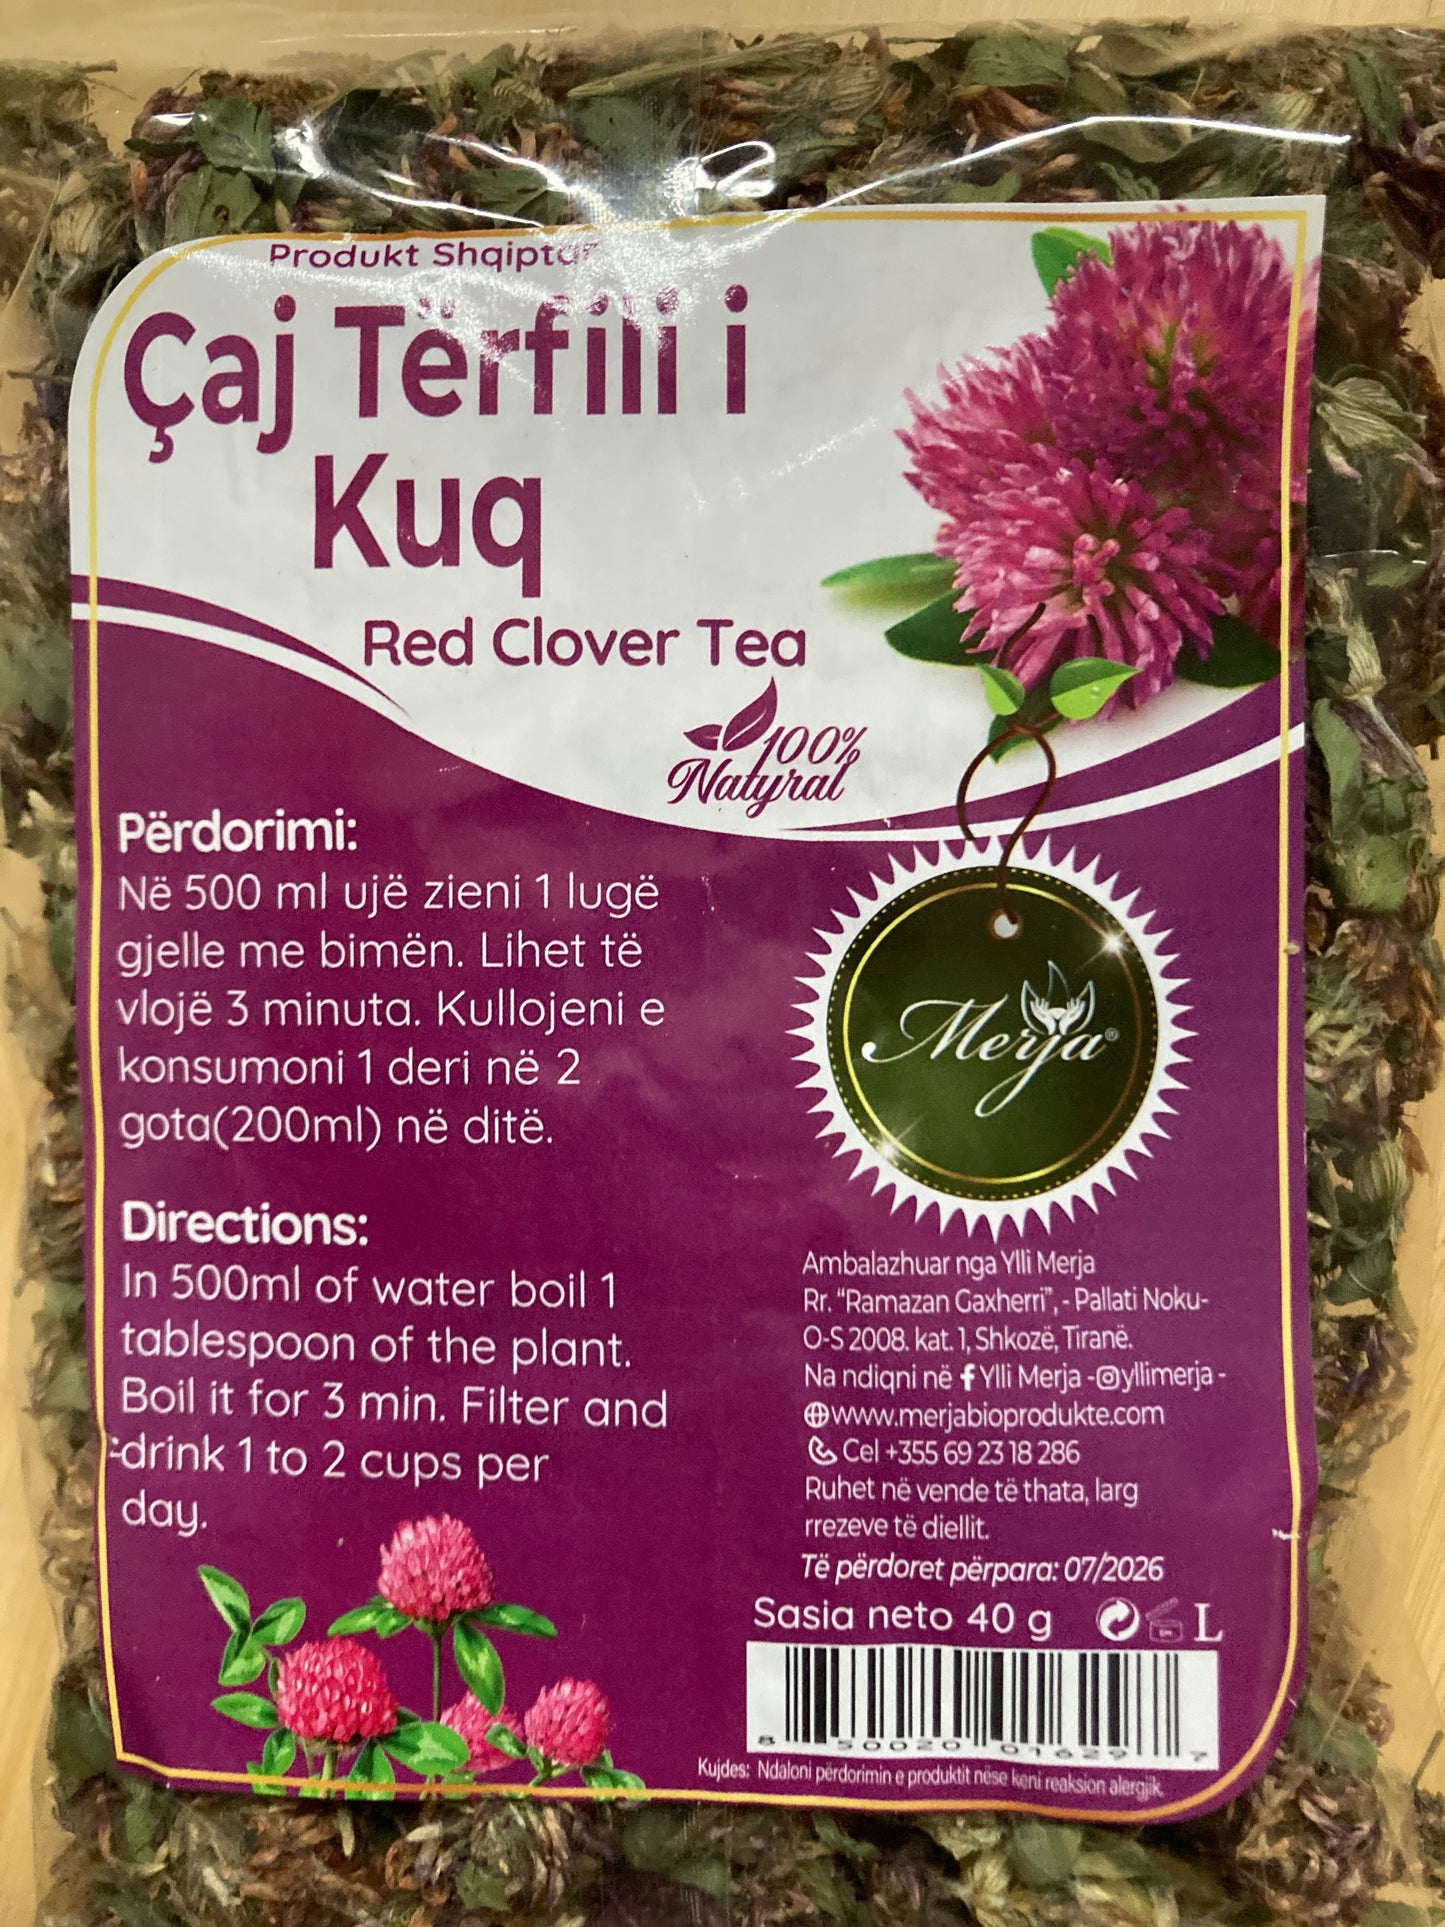 Produkt Shqiptar
Çaj Tërfili i
Kuq
Red Clover Tea
100%
Natyral
Përdorimi:
Në 500 ml ujë zieni 1 lugë
gjelle me bimën. Lihet të
vlojë 3 minuta. Kullojeni e
konsumoni 1 deri në 2
gota(200ml) në ditë.
Directions:
In 500ml of water boil 1
tablespoon of the plant.
Boil it for 3 min. Filter and
-drink 1 to 2 cups per
day.
Merja®
Ambalazhuar nga Ylli Merja
Rr. “Ramazan Gaxherri”, - Pallati Noku-
O-S 2008. kat. 1, Shkozë, Tiranë.
Na ndiqni në f Ylli Merja - yllimerja -
www.merjabioprodukte.com
Cel +355 69 23 18 286
Ruhet në vende të thata, larg
rrezeve të diellit.
Të përdoret përpara: 07/2026
Sasia neto 40 g L
8 500020 01629 7
Kujdes: Ndaloni përdorimin e produktit nëse keni reaksion alergjik.